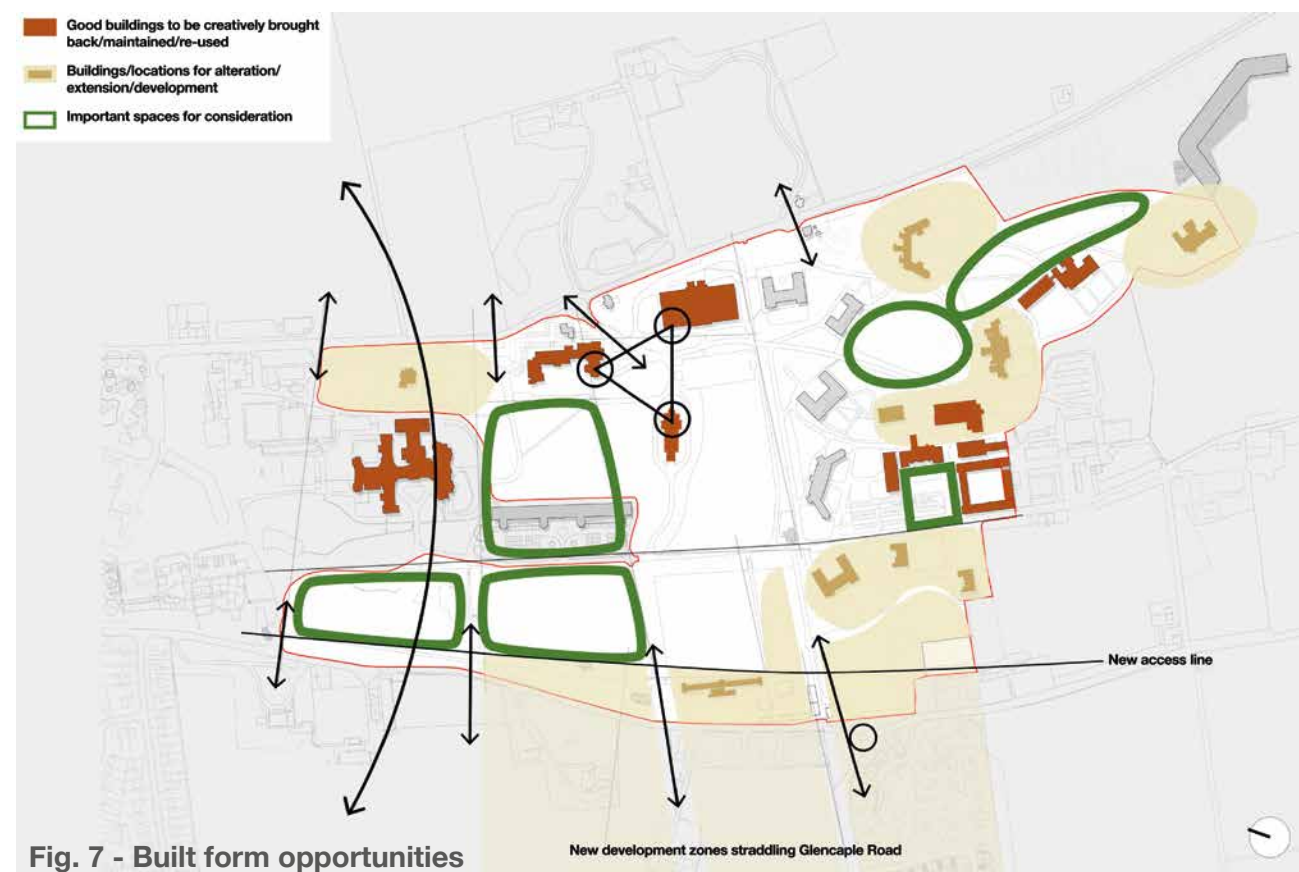 Good buildings to be creatively brought
back/maintained/re-used
Buildings/locations for alteration/
extension/development
Important spaces for consideration
New access line
New development zones straddling Glencaple Road
Fig. 7 - Built form opportunities